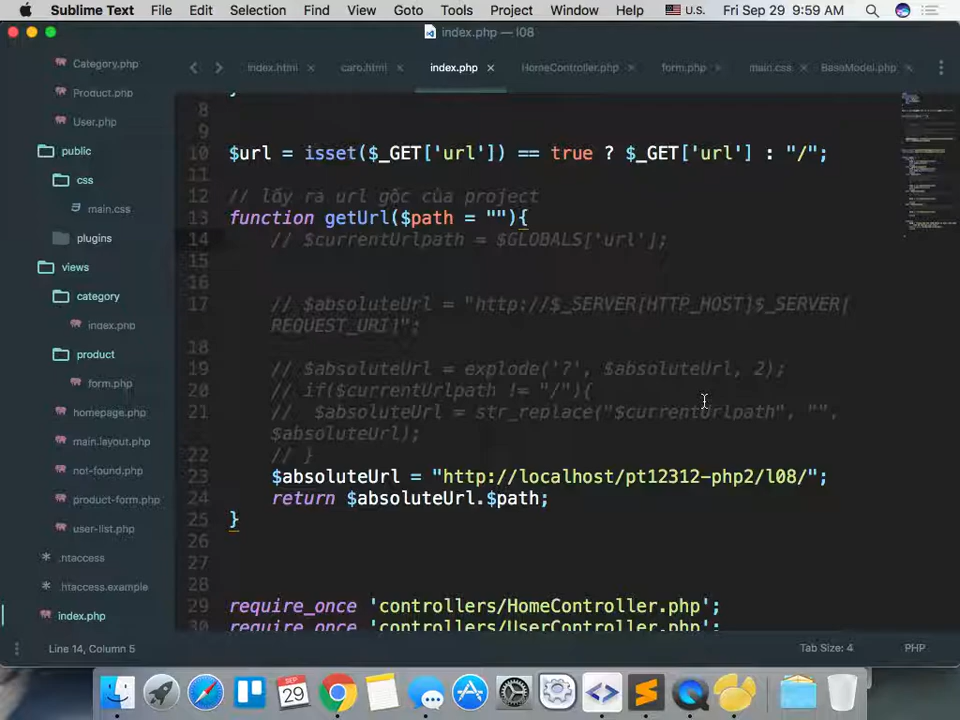 Sublime Text File Edit Selection Find View Goto Tools Project Window Help U.S. Fri Sep 29 9:59 AM
index.php — l08
index.html × caro.html × index.php × HomeController.php × form.php × main.css × BaseModel.php ×
Category.php
Product.php
User.php
public
css
main.css
plugins
views
category
index.php
product
form.php
homepage.php
main.layout.php
not-found.php
product-form.php
user-list.php
.htaccess
.htaccess.example
index.php
8
9
10 $url = isset($_GET['url']) == true ? $_GET['url'] : "/";
11
12 // lấy ra url gốc của project
13 function getUrl($path = ""){
14 // $currentUrlpath = $GLOBALS['url'];
15
16
17 // $absoluteUrl = "http://$_SERVER[HTTP_HOST]$_SERVER[
REQUEST_URI]";
18
19 // $absoluteUrl = explode('?', $absoluteUrl, 2);
20 // if($currentUrlpath != "/"){
21 // $absoluteUrl = str_replace("$currentUrlpath", "",
$absoluteUrl);
22 // }
23 $absoluteUrl = "http://localhost/pt12312-php2/l08/";
24 return $absoluteUrl.$path;
25 }
26
27
28
29 require_once 'controllers/HomeController.php';
30 require_once 'controllers/UserController.php';
Line 14, Column 5 Tab Size: 4 PHP
SEP
29